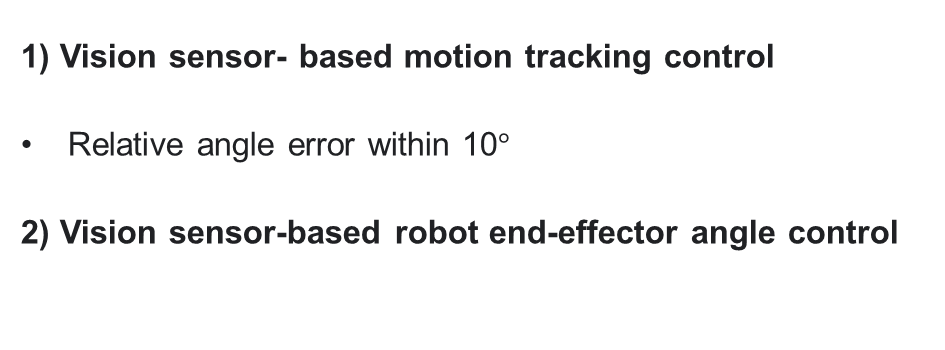 1) Vision sensor- based motion tracking control
• Relative angle error within 10°
2) Vision sensor-based robot end-effector angle control